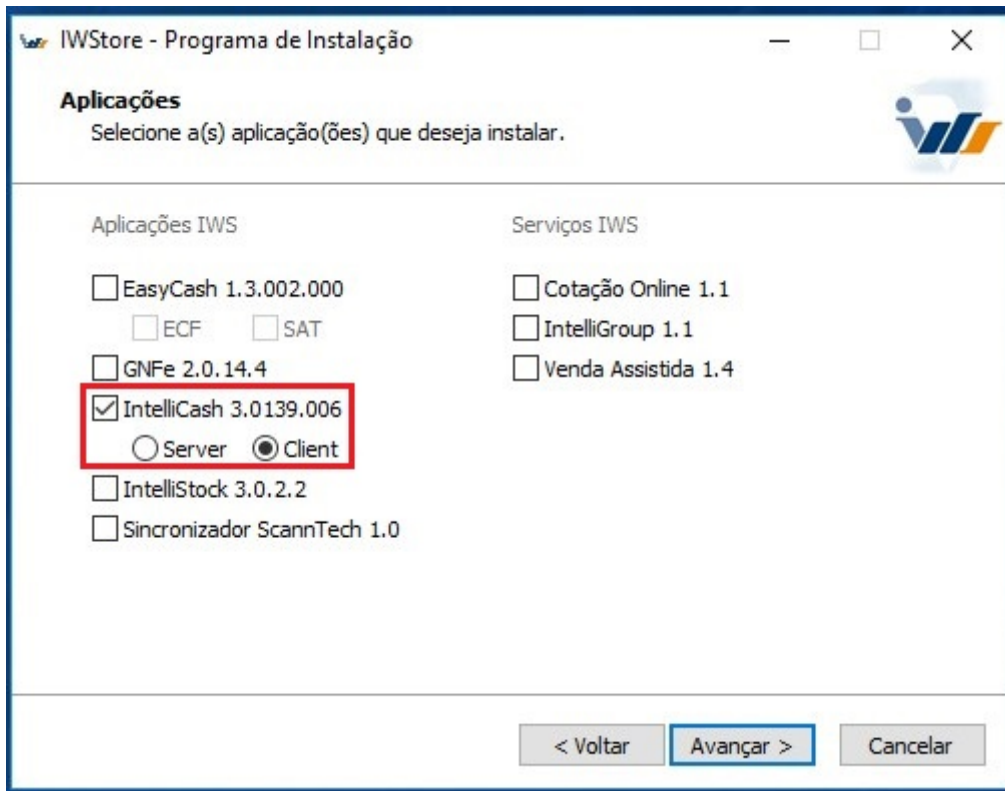 IWStore - Programa de Instalação
Aplicações
Selecione a(s) aplicação(ões) que deseja instalar.
iws
Aplicações IWS
EasyCash 1.3.002.000
ECF SAT
GNFe 2.0.14.4
IntelliCash 3.0139.006
Server Client
IntelliStock 3.0.2.2
Sincronizador ScannTech 1.0
Serviços IWS
Cotação Online 1.1
IntelliGroup 1.1
Venda Assistida 1.4
< Voltar Avançar > Cancelar